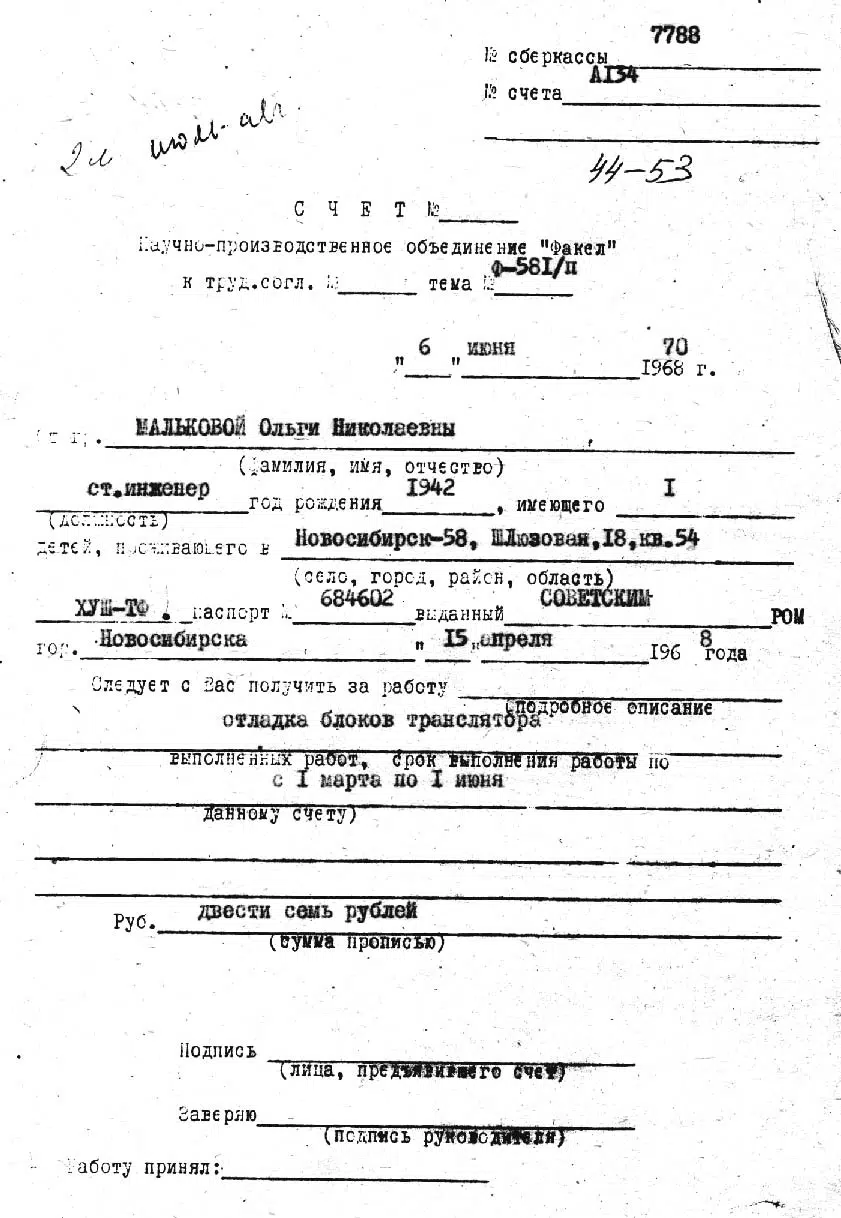 7788
№ сберкассы
А134
№ счета
2л июль-авг.
44-53
С Ч Е Т №
Научно-производственное объединение "Факел"
Ф-58I/п
к труд.согл. № тема №
" 6 " июня 70
1968 г.
МАЛЬКОВОЙ Ольги Николаевны
от гр. ,
(фамилия, имя, отчество)
ст.инженер 1942 I
год рождения , имеющего
(должность)
детей, проживающего в Новосибирск-58, Шлюзовая,18,кв.54
(село, город, район, область)
ХУШ-ТФ . паспорт № 684602 выданный СОВЕТСКИМ РОМ
гор. Новосибирска " 15 " апреля 196 8 года
Следует с Вас получить за работу
(подробное описание
отладка блоков транслятора
выполненных работ, срок выполнения работы по
с I марта по I июня
данному счету)
Руб. двести семь рублей
(сумма прописью)
Подпись
(лица, предъявившего счет)
Заверяю
(подпись руководителя)
Работу принял: